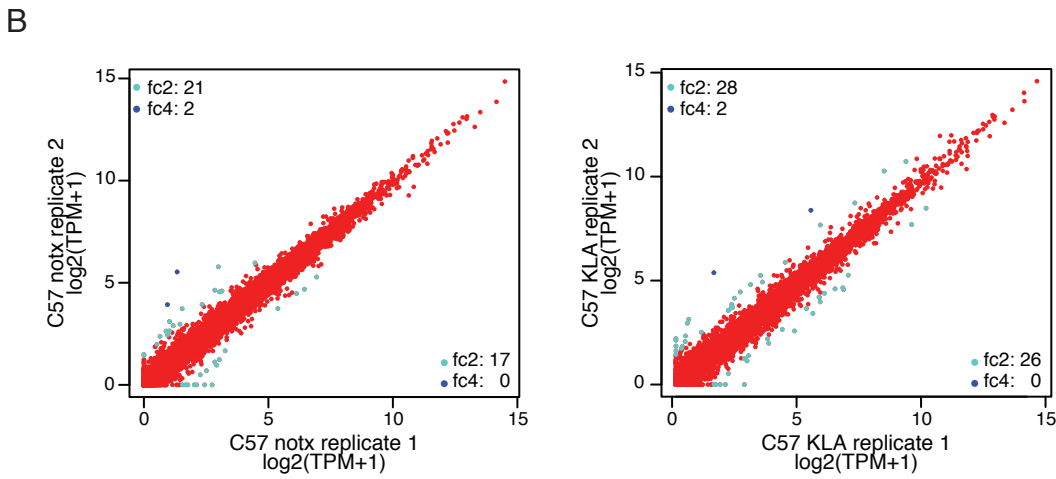 B
15
10
5
0
fc2: 21
fc4: 2
fc2: 17
fc4: 0
0 5 10 15
C57 notx replicate 2
log2(TPM+1)
C57 notx replicate 1
log2(TPM+1)
15
10
5
0
fc2: 28
fc4: 2
fc2: 26
fc4: 0
0 5 10 15
C57 KLA replicate 2
log2(TPM+1)
C57 KLA replicate 1
log2(TPM+1)